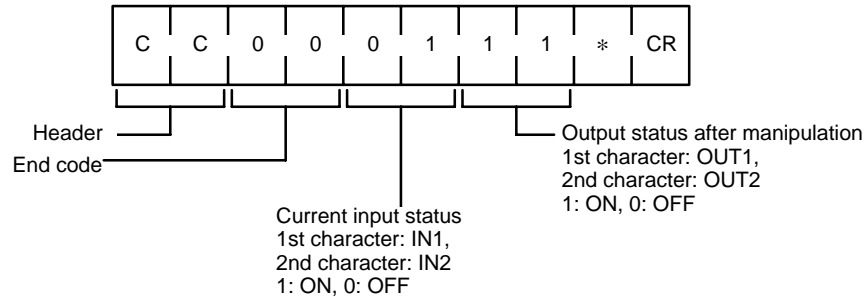 C C 0 0 0 1 1 1 * CR
Header
End code
Output status after manipulation
1st character: OUT1,
2nd character: OUT2
1: ON, 0: OFF
Current input status
1st character: IN1,
2nd character: IN2
1: ON, 0: OFF